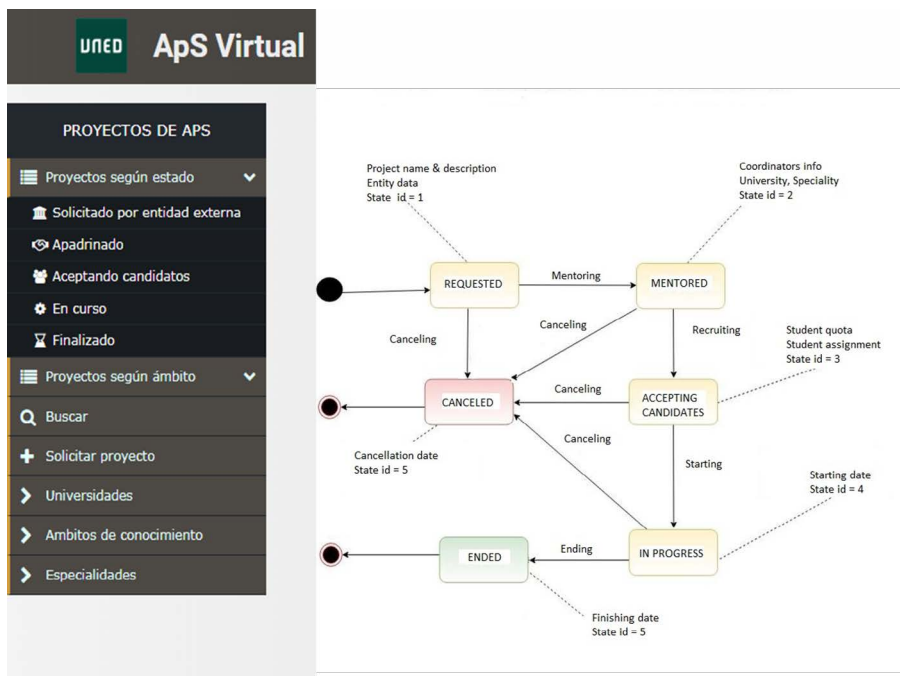 UNED
ApS Virtual
PROYECTOS DE APS
Proyectos según estado
Solicitado por entidad externa
Apadrinado
Aceptando candidatos
En curso
Finalizado
Proyectos según ámbito
Buscar
Solicitar proyecto
Universidades
Ambitos de conocimiento
Especialidades
Project name & description
Entity data
State id = 1
Coordinators info
University, Speciality
State id = 2
REQUESTED
Mentoring
MENTORED
Canceling
Canceling
Recruiting
Student quota
Student assignment
State id = 3
CANCELED
Canceling
ACCEPTING
CANDIDATES
Canceling
Cancellation date
State id = 5
Starting
Starting date
State id = 4
ENDED
Ending
IN PROGRESS
Finishing date
State id = 5